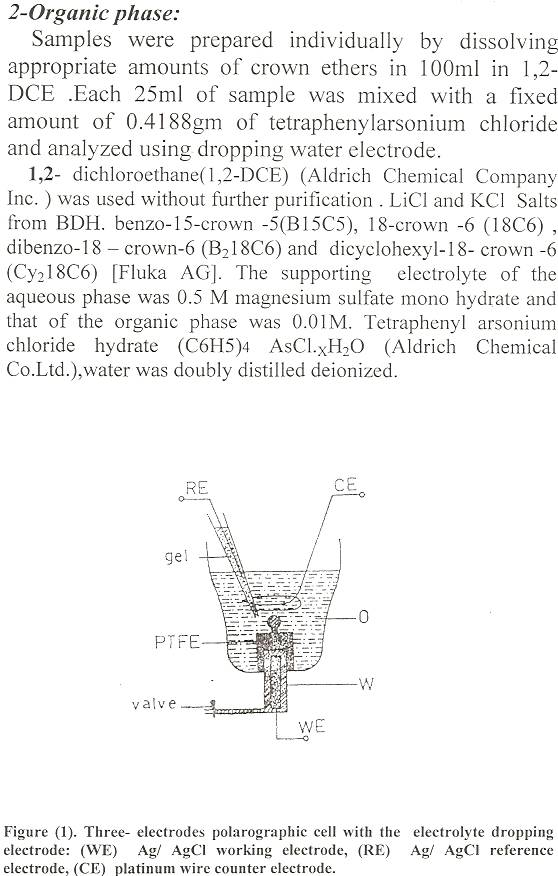 2-Organic phase:
Samples were prepared individually by dissolving
appropriate amounts of crown ethers in 100ml in 1,2-
DCE .Each 25ml of sample was mixed with a fixed
amount of 0.4188gm of tetraphenylarsonium chloride
and analyzed using dropping water electrode.
1,2- dichloroethane(1,2-DCE) (Aldrich Chemical Company
Inc. ) was used without further purification . LiCl and KCl Salts
from BDH. benzo-15-crown -5(B15C5), 18-crown -6 (18C6) ,
dibenzo-18 – crown-6 (B₂18C6) and dicyclohexyl-18- crown -6
(Cy₂18C6) [Fluka AG]. The supporting electrolyte of the
aqueous phase was 0.5 M magnesium sulfate mono hydrate and
that of the organic phase was 0.01M. Tetraphenyl arsonium
chloride hydrate (C6H5)4 AsCl.xH₂O (Aldrich Chemical
Co.Ltd.),water was doubly distilled deionized.
RE
CE
gel
O
PTFE
W
valve
WE
Figure (1). Three- electrodes polarographic cell with the electrolyte dropping
electrode: (WE) Ag/ AgCl working electrode, (RE) Ag/ AgCl reference
electrode, (CE) platinum wire counter electrode.